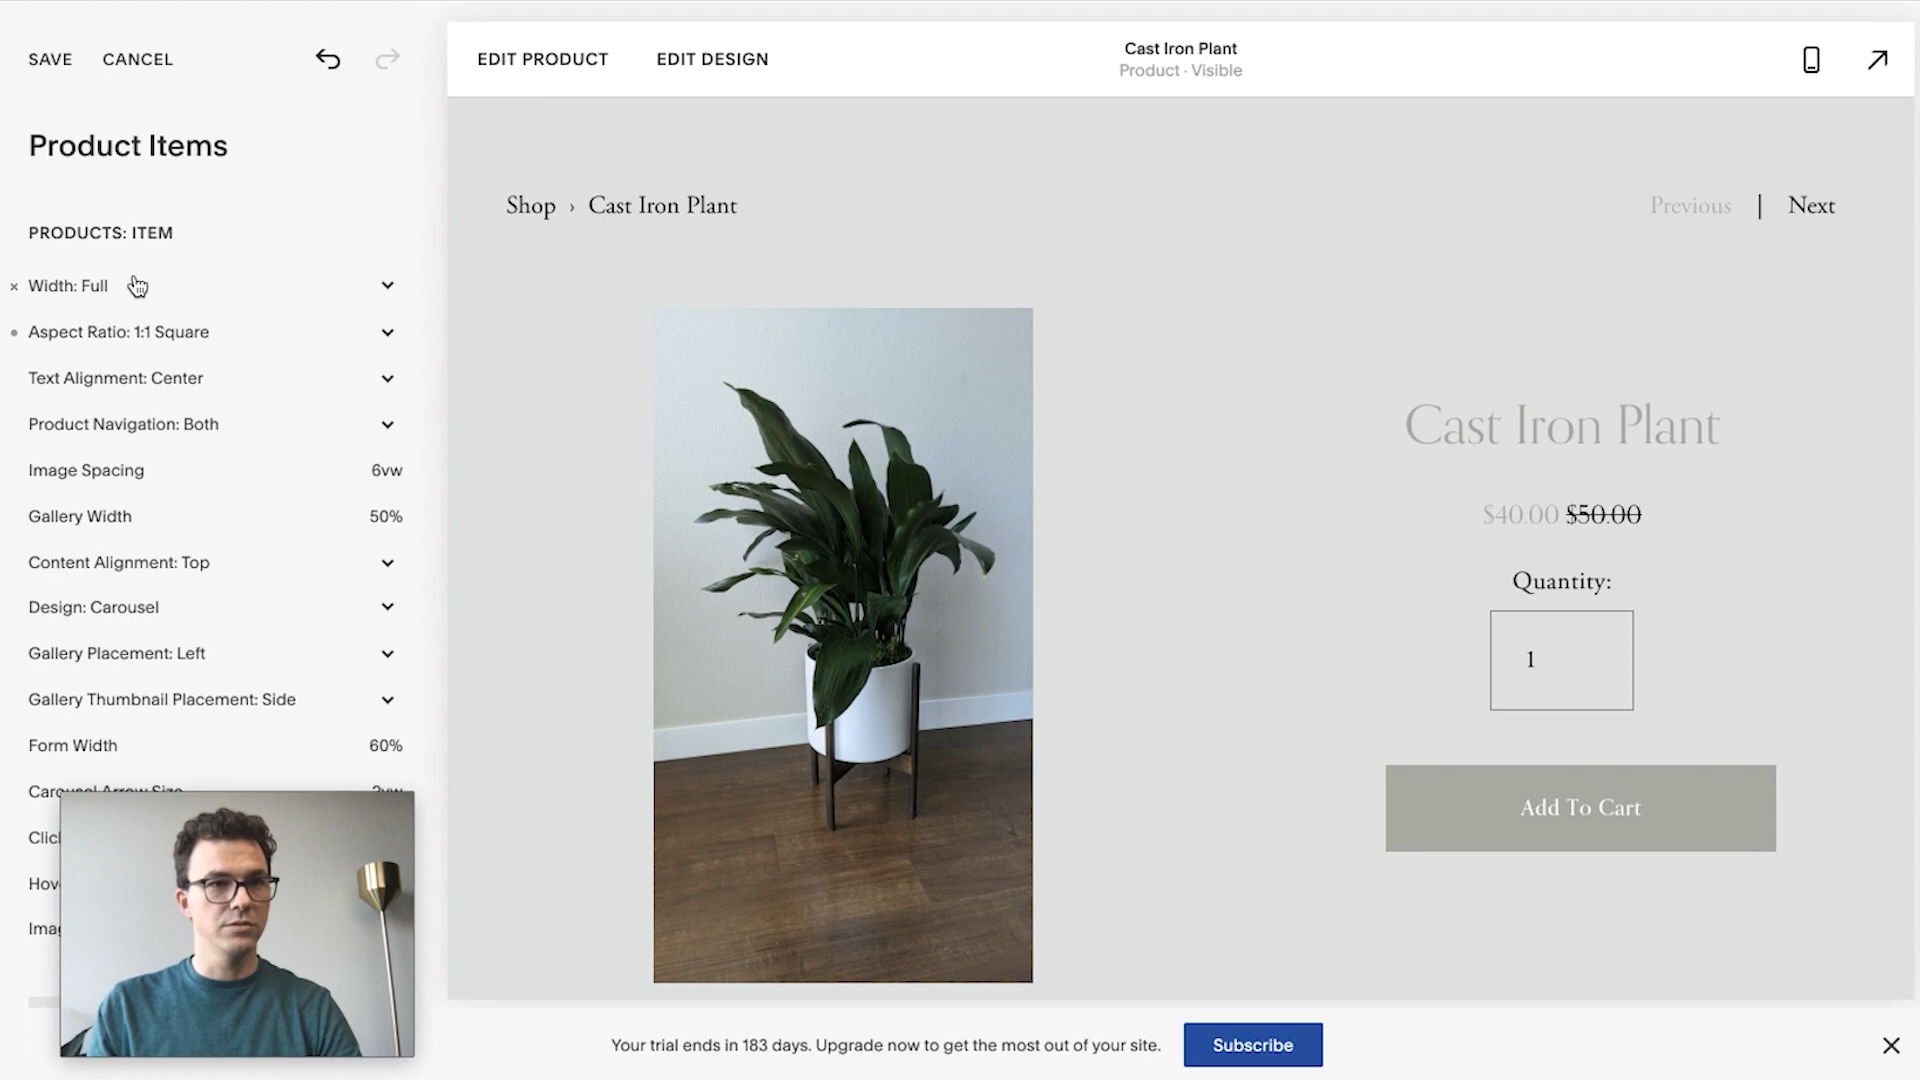 SAVE CANCEL
EDIT PRODUCT EDIT DESIGN
Cast Iron Plant
Product · Visible
Product Items
PRODUCTS: ITEM
Width: Full
Aspect Ratio: 1:1 Square
Text Alignment: Center
Product Navigation: Both
Image Spacing 6vw
Gallery Width 50%
Content Alignment: Top
Design: Carousel
Gallery Placement: Left
Gallery Thumbnail Placement: Side
Form Width 60%
Carousel Arrow Size 2vw
Shop › Cast Iron Plant
Previous | Next
Cast Iron Plant
$40.00 $50.00
Quantity:
1
Add To Cart
Your trial ends in 183 days. Upgrade now to get the most out of your site.
Subscribe